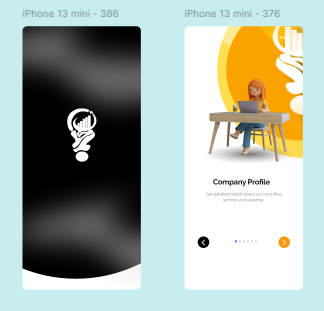 iPhone 13 mini - 386
iPhone 13 mini - 376
Company Profile
Get detailed insights about our consulting
services and expertise.